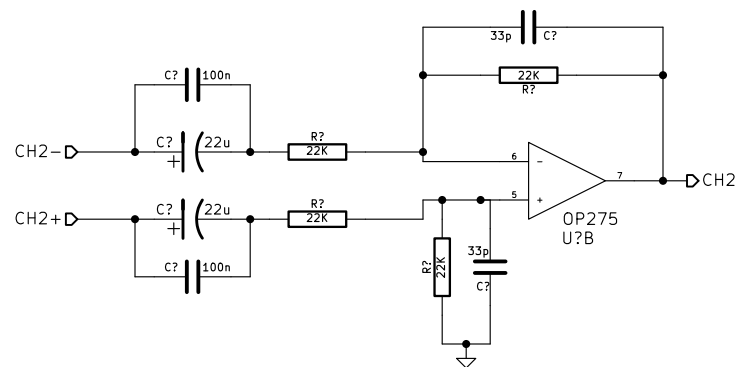 33p C?
22K
R?
C? 100n
C? 22u
+
R?
22K
CH2-
6 -
7
CH2
5 +
OP275
U?B
CH2+
C? 22u
+
R?
22K
C? 100n
R?
22K
33p
C?